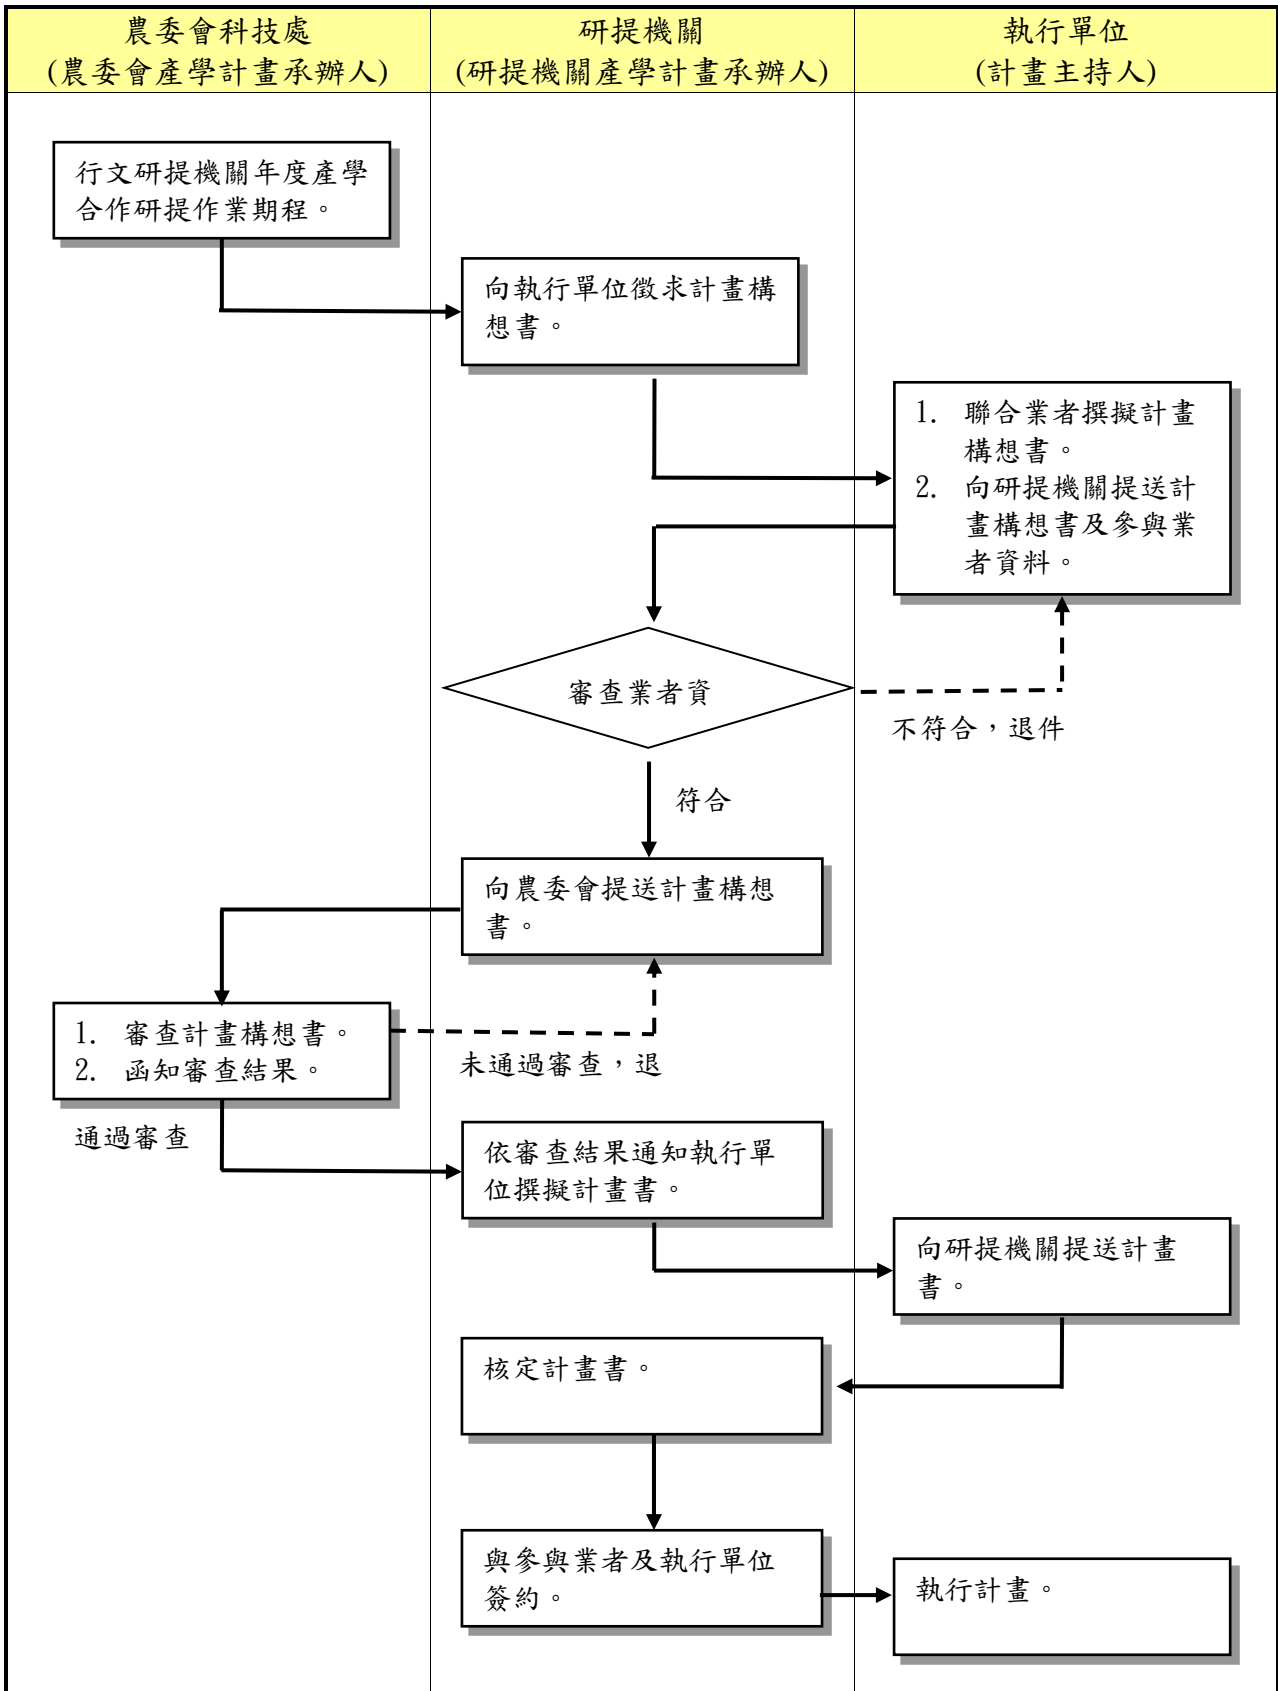 農委會科技處
(農委會產學計畫承辦人)
研提機關
(研提機關產學計畫承辦人)
執行單位
(計畫主持人)
行文研提機關年度產學
合作研提作業期程。
向執行單位徵求計畫構
想書。
1. 聯合業者撰擬計畫
構想書。
2. 向研提機關提送計
畫構想書及參與業
者資料。
審查業者資
不符合，退件
符合
向農委會提送計畫構想
書。
1. 審查計畫構想書。
2. 函知審查結果。
未通過審查，退
通過審查
依審查結果通知執行單
位撰擬計畫書。
向研提機關提送計畫
書。
核定計畫書。
與參與業者及執行單位
簽約。
執行計畫。